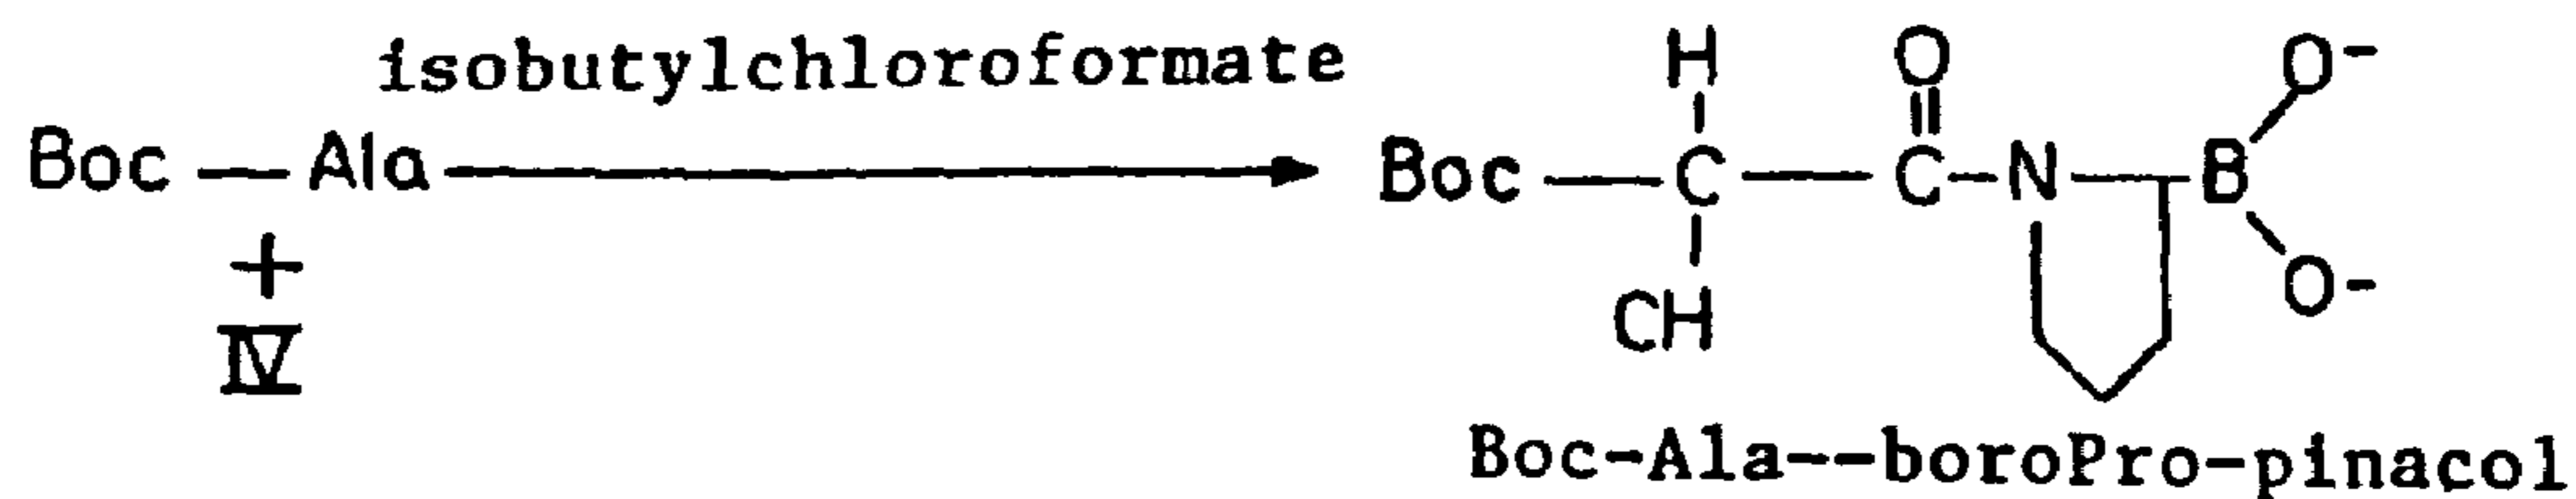 isobutylchloroformate
H O O-
Boc — Ala Boc — C — C — N B
+
CH O-
IV
Boc-Ala--boroPro-pinacol